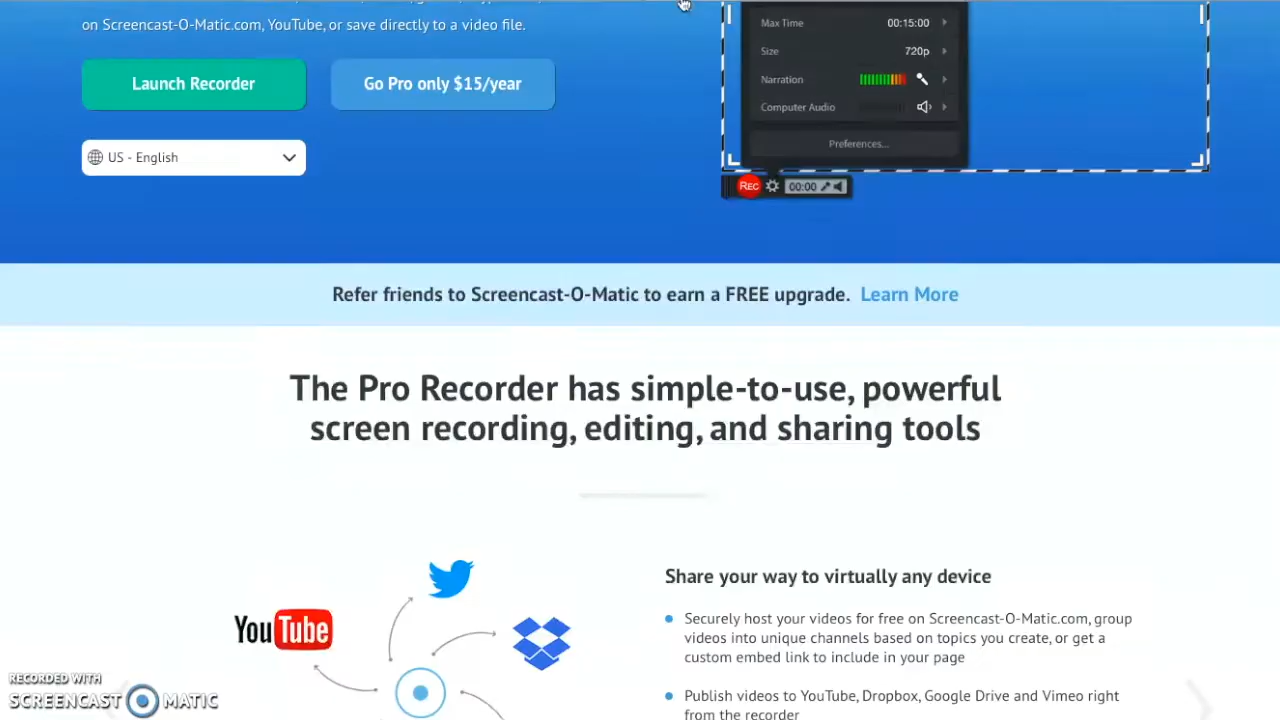 on Screencast-O-Matic.com, YouTube, or save directly to a video file.
Launch Recorder
Go Pro only $15/year
US - English
Max Time 00:15:00
Size 720p
Narration
Computer Audio
Preferences...
REC 00:00
Refer friends to Screencast-O-Matic to earn a FREE upgrade. Learn More
The Pro Recorder has simple-to-use, powerful
screen recording, editing, and sharing tools
YouTube
Share your way to virtually any device
Securely host your videos for free on Screencast-O-Matic.com, group
videos into unique channels based on topics you create, or get a
custom embed link to include in your page
Publish videos to YouTube, Dropbox, Google Drive and Vimeo right
from the recorder
RECORDED WITH
SCREENCAST MATIC